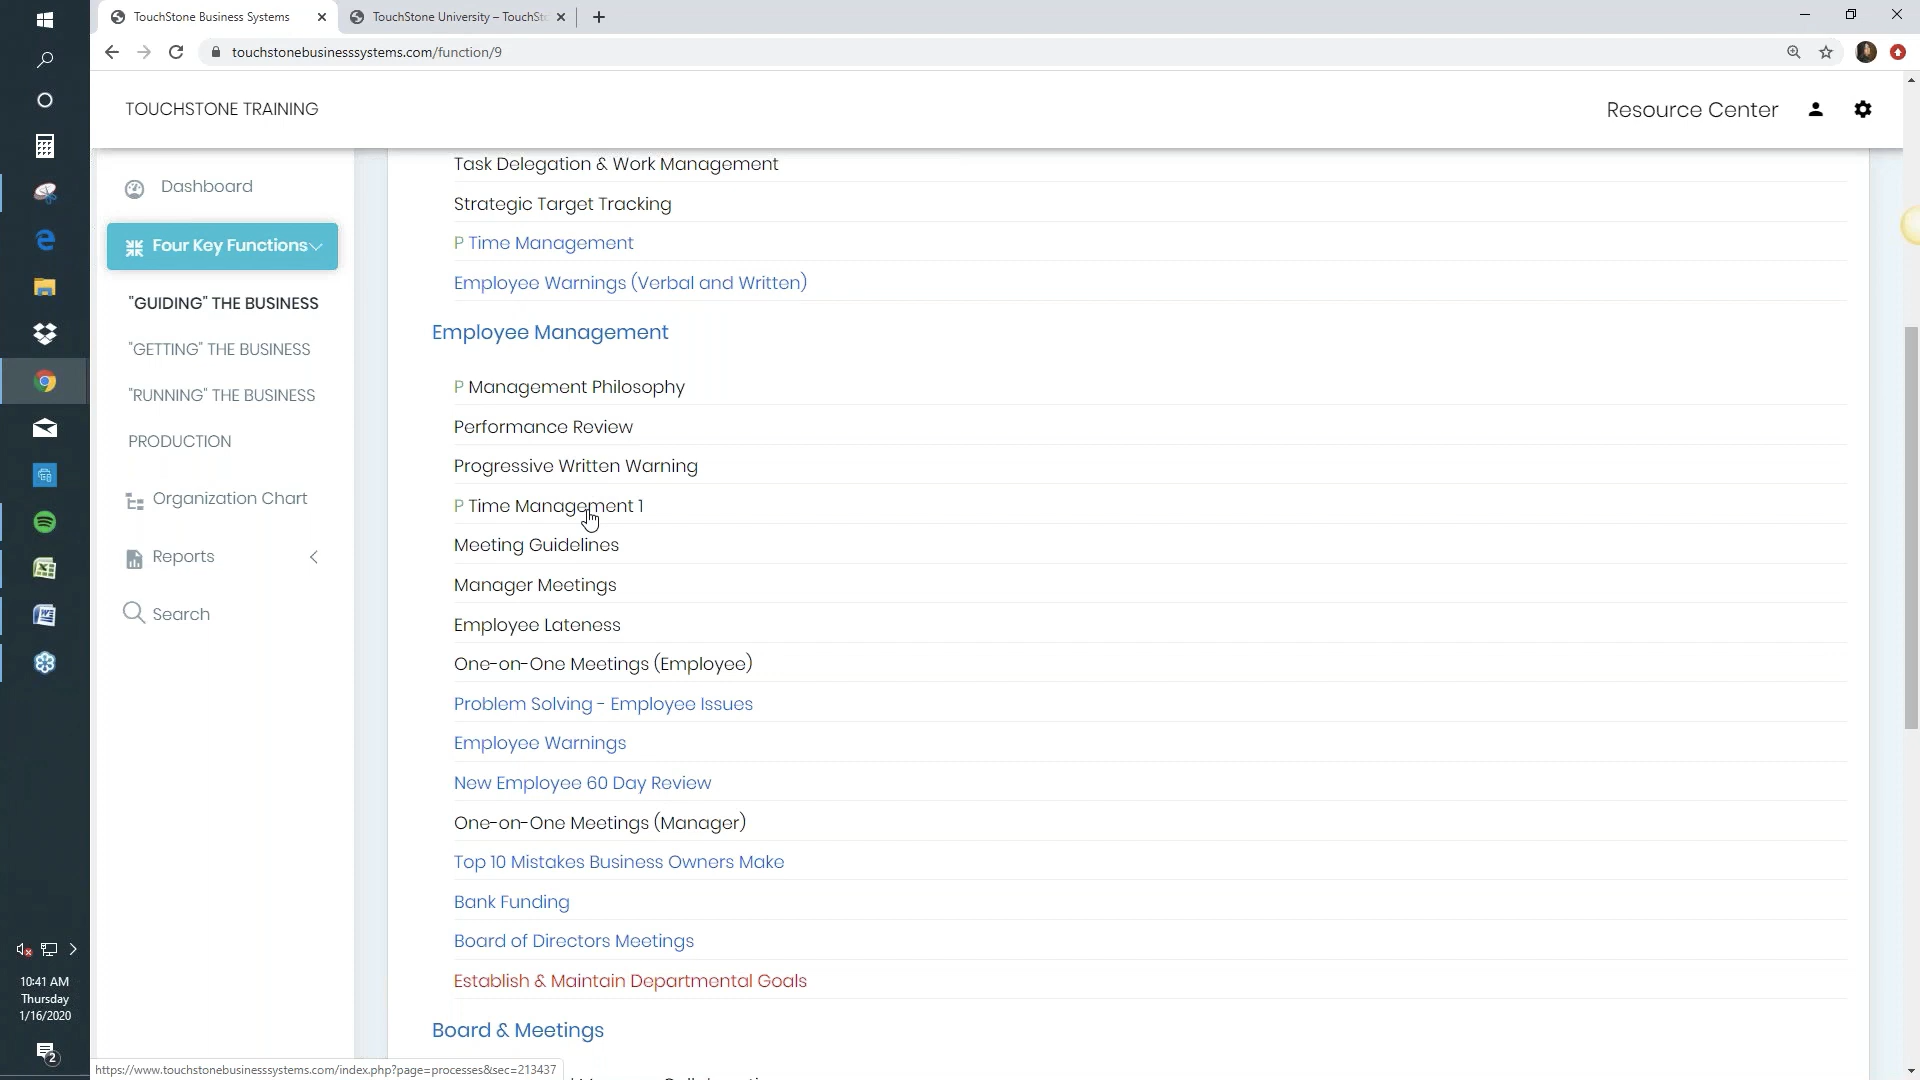 TouchStone Business Systems
TouchStone University – TouchSto
touchstonebusinesssystems.com/function/9
TOUCHSTONE TRAINING
Resource Center
Dashboard
Four Key Functions
"GUIDING" THE BUSINESS
"GETTING" THE BUSINESS
"RUNNING" THE BUSINESS
PRODUCTION
Organization Chart
Reports
Search
Task Delegation & Work Management
Strategic Target Tracking
P Time Management
Employee Warnings (Verbal and Written)
Employee Management
P Management Philosophy
Performance Review
Progressive Written Warning
P Time Management 1
Meeting Guidelines
Manager Meetings
Employee Lateness
One-on-One Meetings (Employee)
Problem Solving - Employee Issues
Employee Warnings
New Employee 60 Day Review
One-on-One Meetings (Manager)
Top 10 Mistakes Business Owners Make
Bank Funding
Board of Directors Meetings
Establish & Maintain Departmental Goals
Board & Meetings
10:41 AM
Thursday
1/16/2020
2
https://www.touchstonebusinesssystems.com/index.php?page=processes&sec=213437